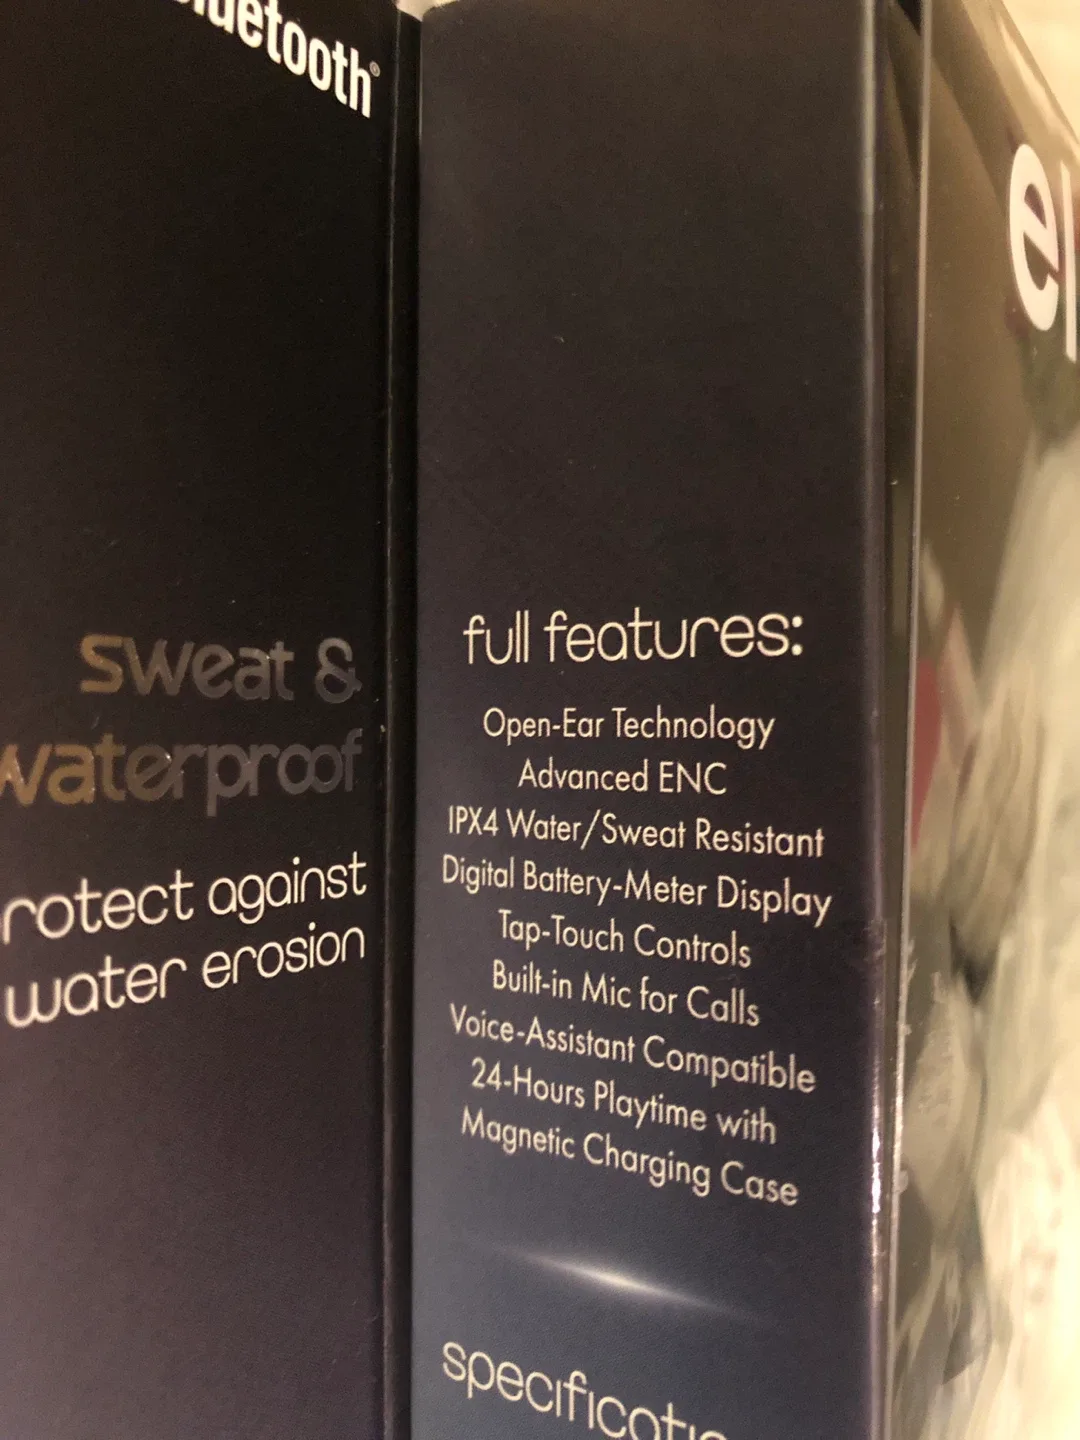 sweat &
waterproof
against
water erosion
full features:
Open-Ear Technology
Advanced ENC
IPX4 Water/Sweat Resistant
Digital Battery-Meter Display
Tap-Touch Controls
Built-in Mic for Calls
Voice-Assistant Compatible
24-Hours Playtime with
Magnetic Charging Case